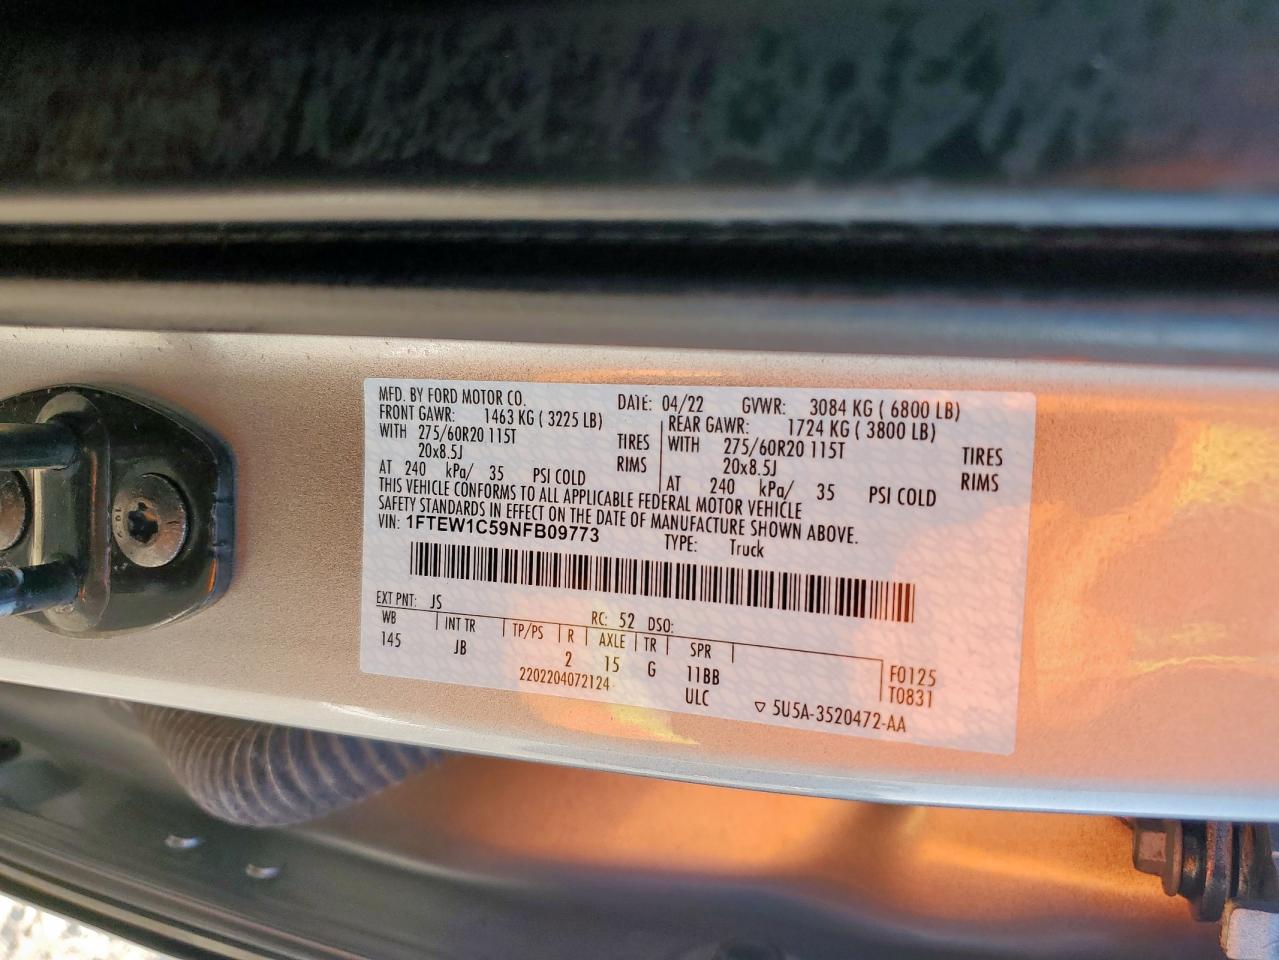 MFD. BY FORD MOTOR CO. DATE: 04/22 GVWR: 3084 KG ( 6800 LB)
FRONT GAWR: 1463 KG ( 3225 LB) REAR GAWR: 1724 KG ( 3800 LB)
WITH 275/60R20 115T TIRES WITH 275/60R20 115T TIRES
20x8.5J RIMS 20x8.5J RIMS
AT 240 kPa/ 35 PSI COLD AT 240 kPa/ 35 PSI COLD
THIS VEHICLE CONFORMS TO ALL APPLICABLE FEDERAL MOTOR VEHICLE
SAFETY STANDARDS IN EFFECT ON THE DATE OF MANUFACTURE SHOWN ABOVE.
VIN: 1FTEW1C59NFB09773 TYPE: Truck
EXT PNT: JS RC: 52 DSO:
WB INT TR TP/PS R AXLE TR SPR
145 JB 2 15 G 11BB F0125
2202204072124 ULC T0831
▽ 5U5A-3520472-AA